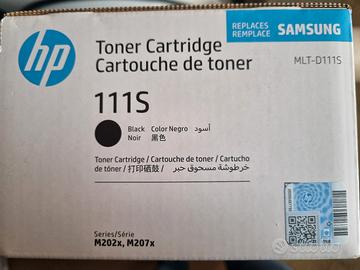 hp
Toner Cartridge
Cartouche de toner
REPLACES
REMPLACE
SAMSUNG
MLT-D111S
111S
Black Color Negro أسود
Noir 黑色
Toner Cartridge / Cartouche de toner / Cartucho
de tóner / 打印硒鼓 / خرطوشة مسحوق حبر
Series/Série
M202x, M207x
subito